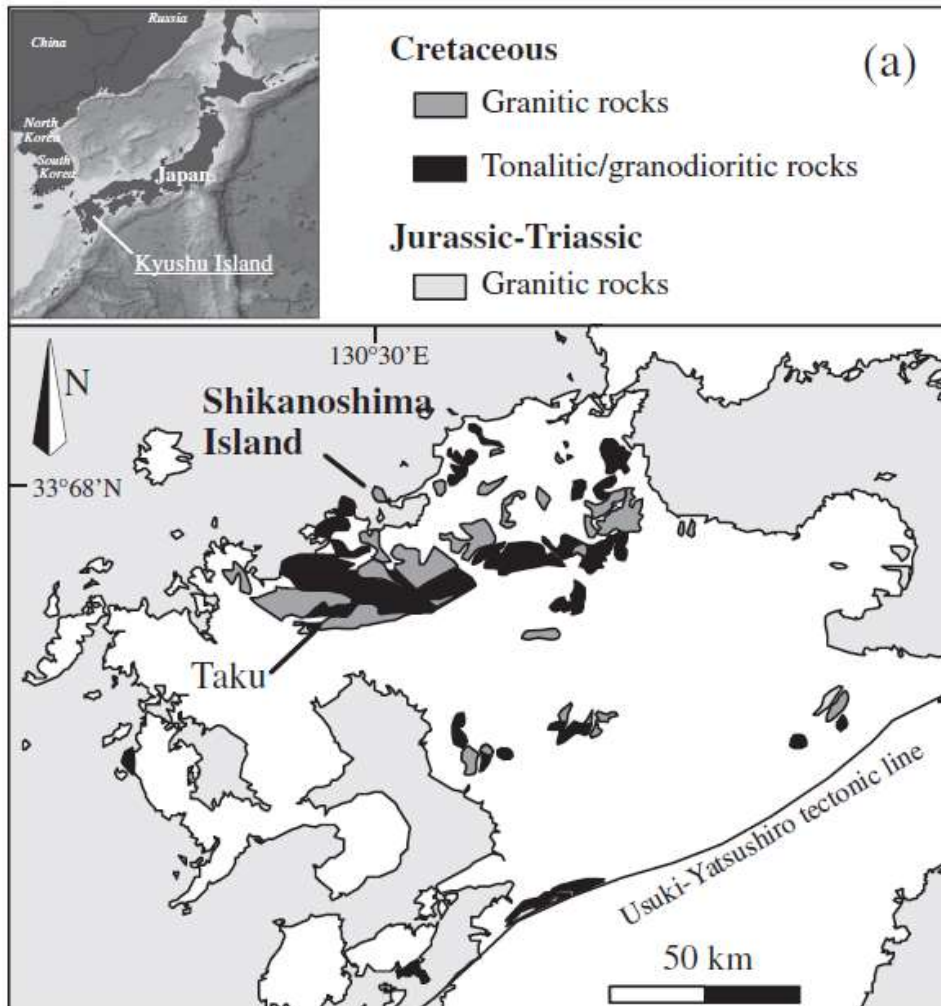 Russia
China
North
Korea
South
Korea
Japan
Kyushu Island
Cretaceous
(a)
Granitic rocks
Tonalitic/granodioritic rocks
Jurassic-Triassic
Granitic rocks
130°30'E
N
Shikanoshima
Island
33°68'N
Taku
Usuki-Yatsushiro tectonic line
50 km